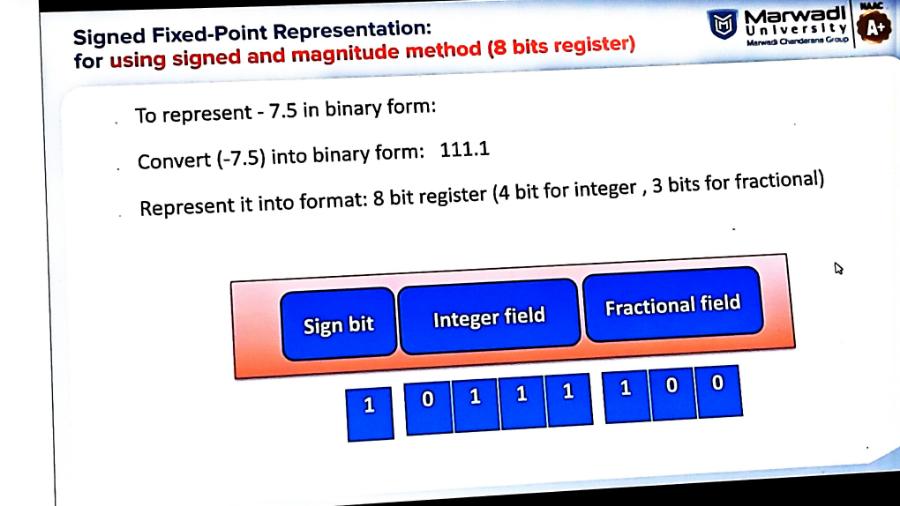 Signed Fixed-Point Representation:
for using signed and magnitude method (8 bits register)
Marwadi
University
Marwadi Chandarana Group
NAAC
A+
To represent - 7.5 in binary form:
Convert (-7.5) into binary form: 111.1
Represent it into format: 8 bit register (4 bit for integer , 3 bits for fractional)
Sign bit
Integer field
Fractional field
1 0 1 1 1 1 0 0